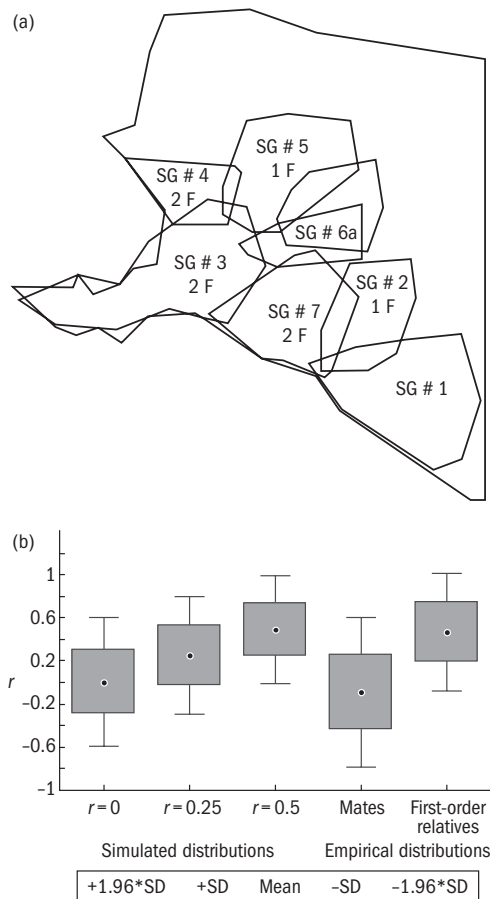 (a)
SG # 5
1 F
SG # 4
2 F
SG # 6a
SG # 3
2 F
SG # 2
1 F
SG # 7
2 F
SG # 1
(b)
1
0.6
0.2
r
−0.2
−0.6
−1
r = 0
r = 0.25
r = 0.5
Mates
First-order
relatives
Simulated distributions
Empirical distributions
+1.96*SD +SD Mean −SD −1.96*SD